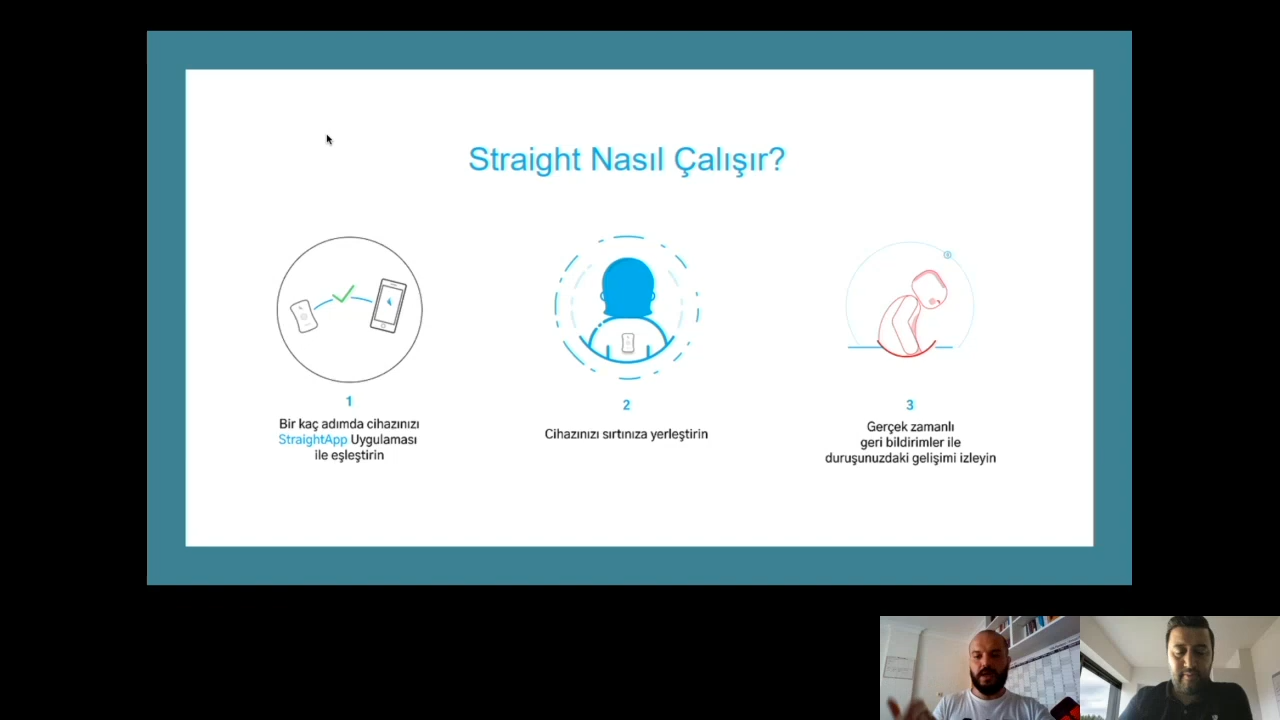 Straight Nasıl Çalışır?
1
Bir kaç adımda cihazınızı
StraightApp Uygulaması
ile eşleştirin
2
Cihazınızı sırtınıza yerleştirin
3
Gerçek zamanlı
geri bildirimler ile
duruşunuzdaki gelişimi izleyin